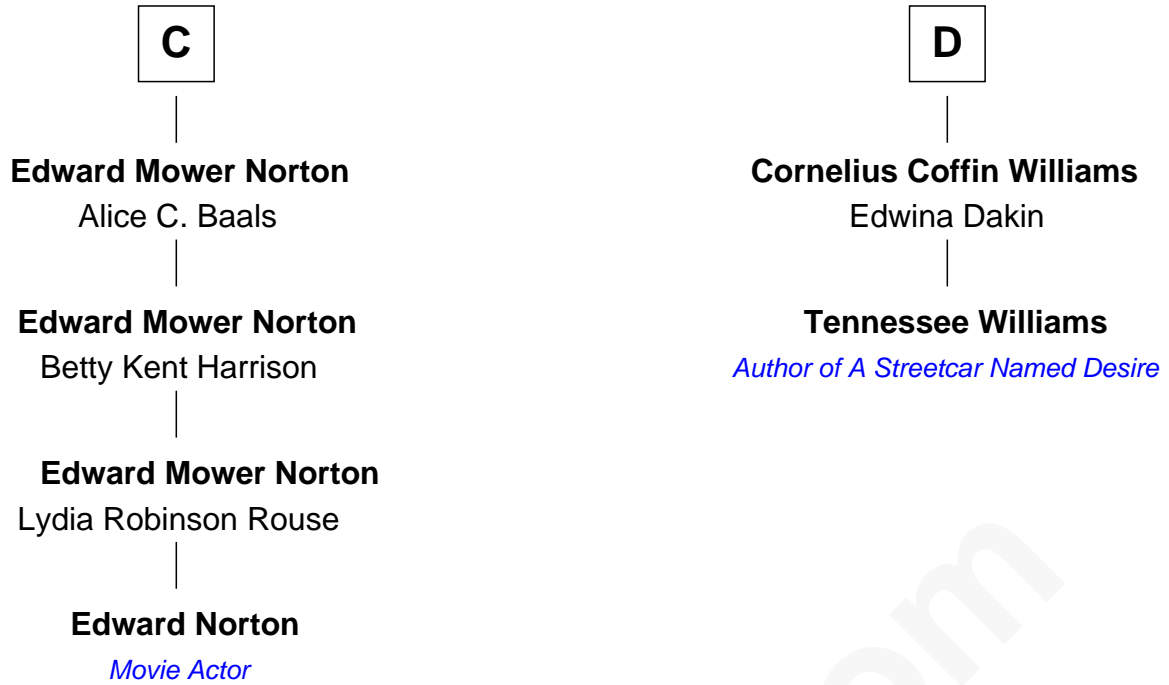 C
Edward Mower Norton
Alice C. Baals
Edward Mower Norton
Betty Kent Harrison
Edward Mower Norton
Lydia Robinson Rouse
Edward Norton
Movie Actor
D
Cornelius Coffin Williams
Edwina Dakin
Tennessee Williams
Author of A Streetcar Named Desire
om